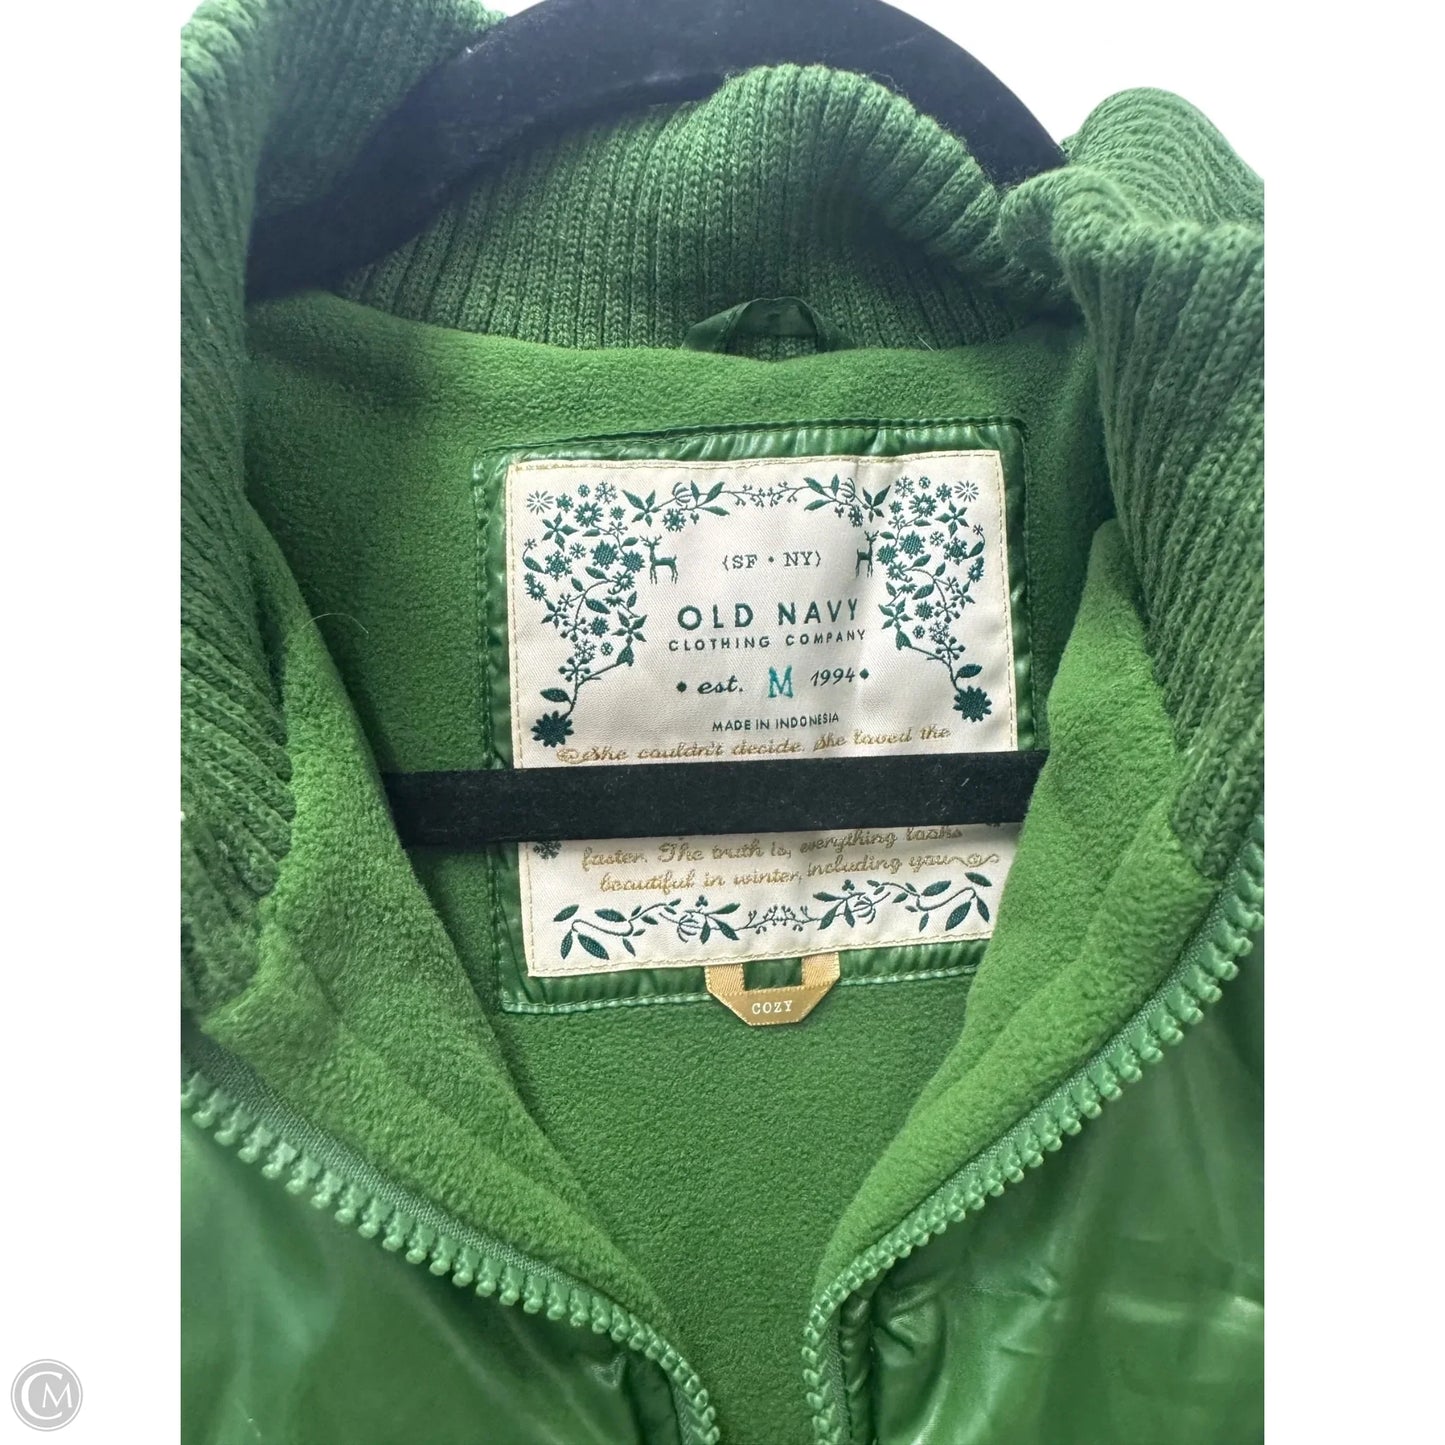 {SF • NY}
OLD NAVY
CLOTHING COMPANY
• est. M 1994 •
MADE IN INDONESIA
She couldn't decide. She loved the
faster. The truth is, everything looks
beautiful in winter, including you
COZY
CM